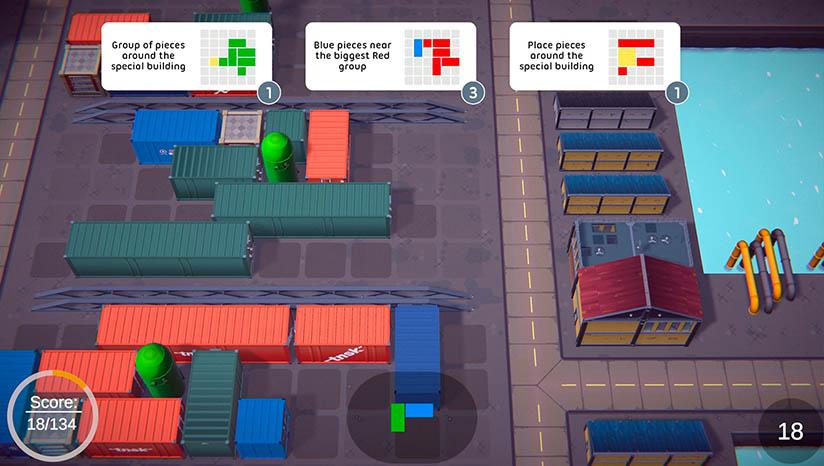 Group of pieces
around the
special building
1
Blue pieces near
the biggest Red
group
3
Place pieces
around the
special building
1
Score:
18/134
18